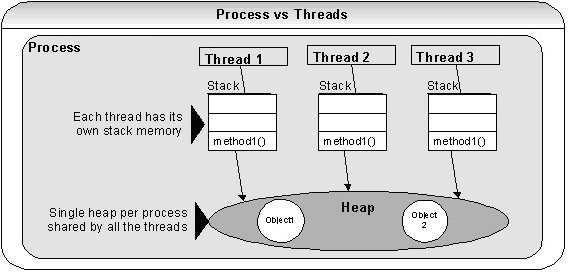 Process vs Threads
Process
Thread 1
Thread 2
Thread 3
Stack
Stack
Stack
Each thread has its
own stack memory
method1()
method1()
method1()
Single heap per process
shared by all the threads
Heap
Object1
Object
2